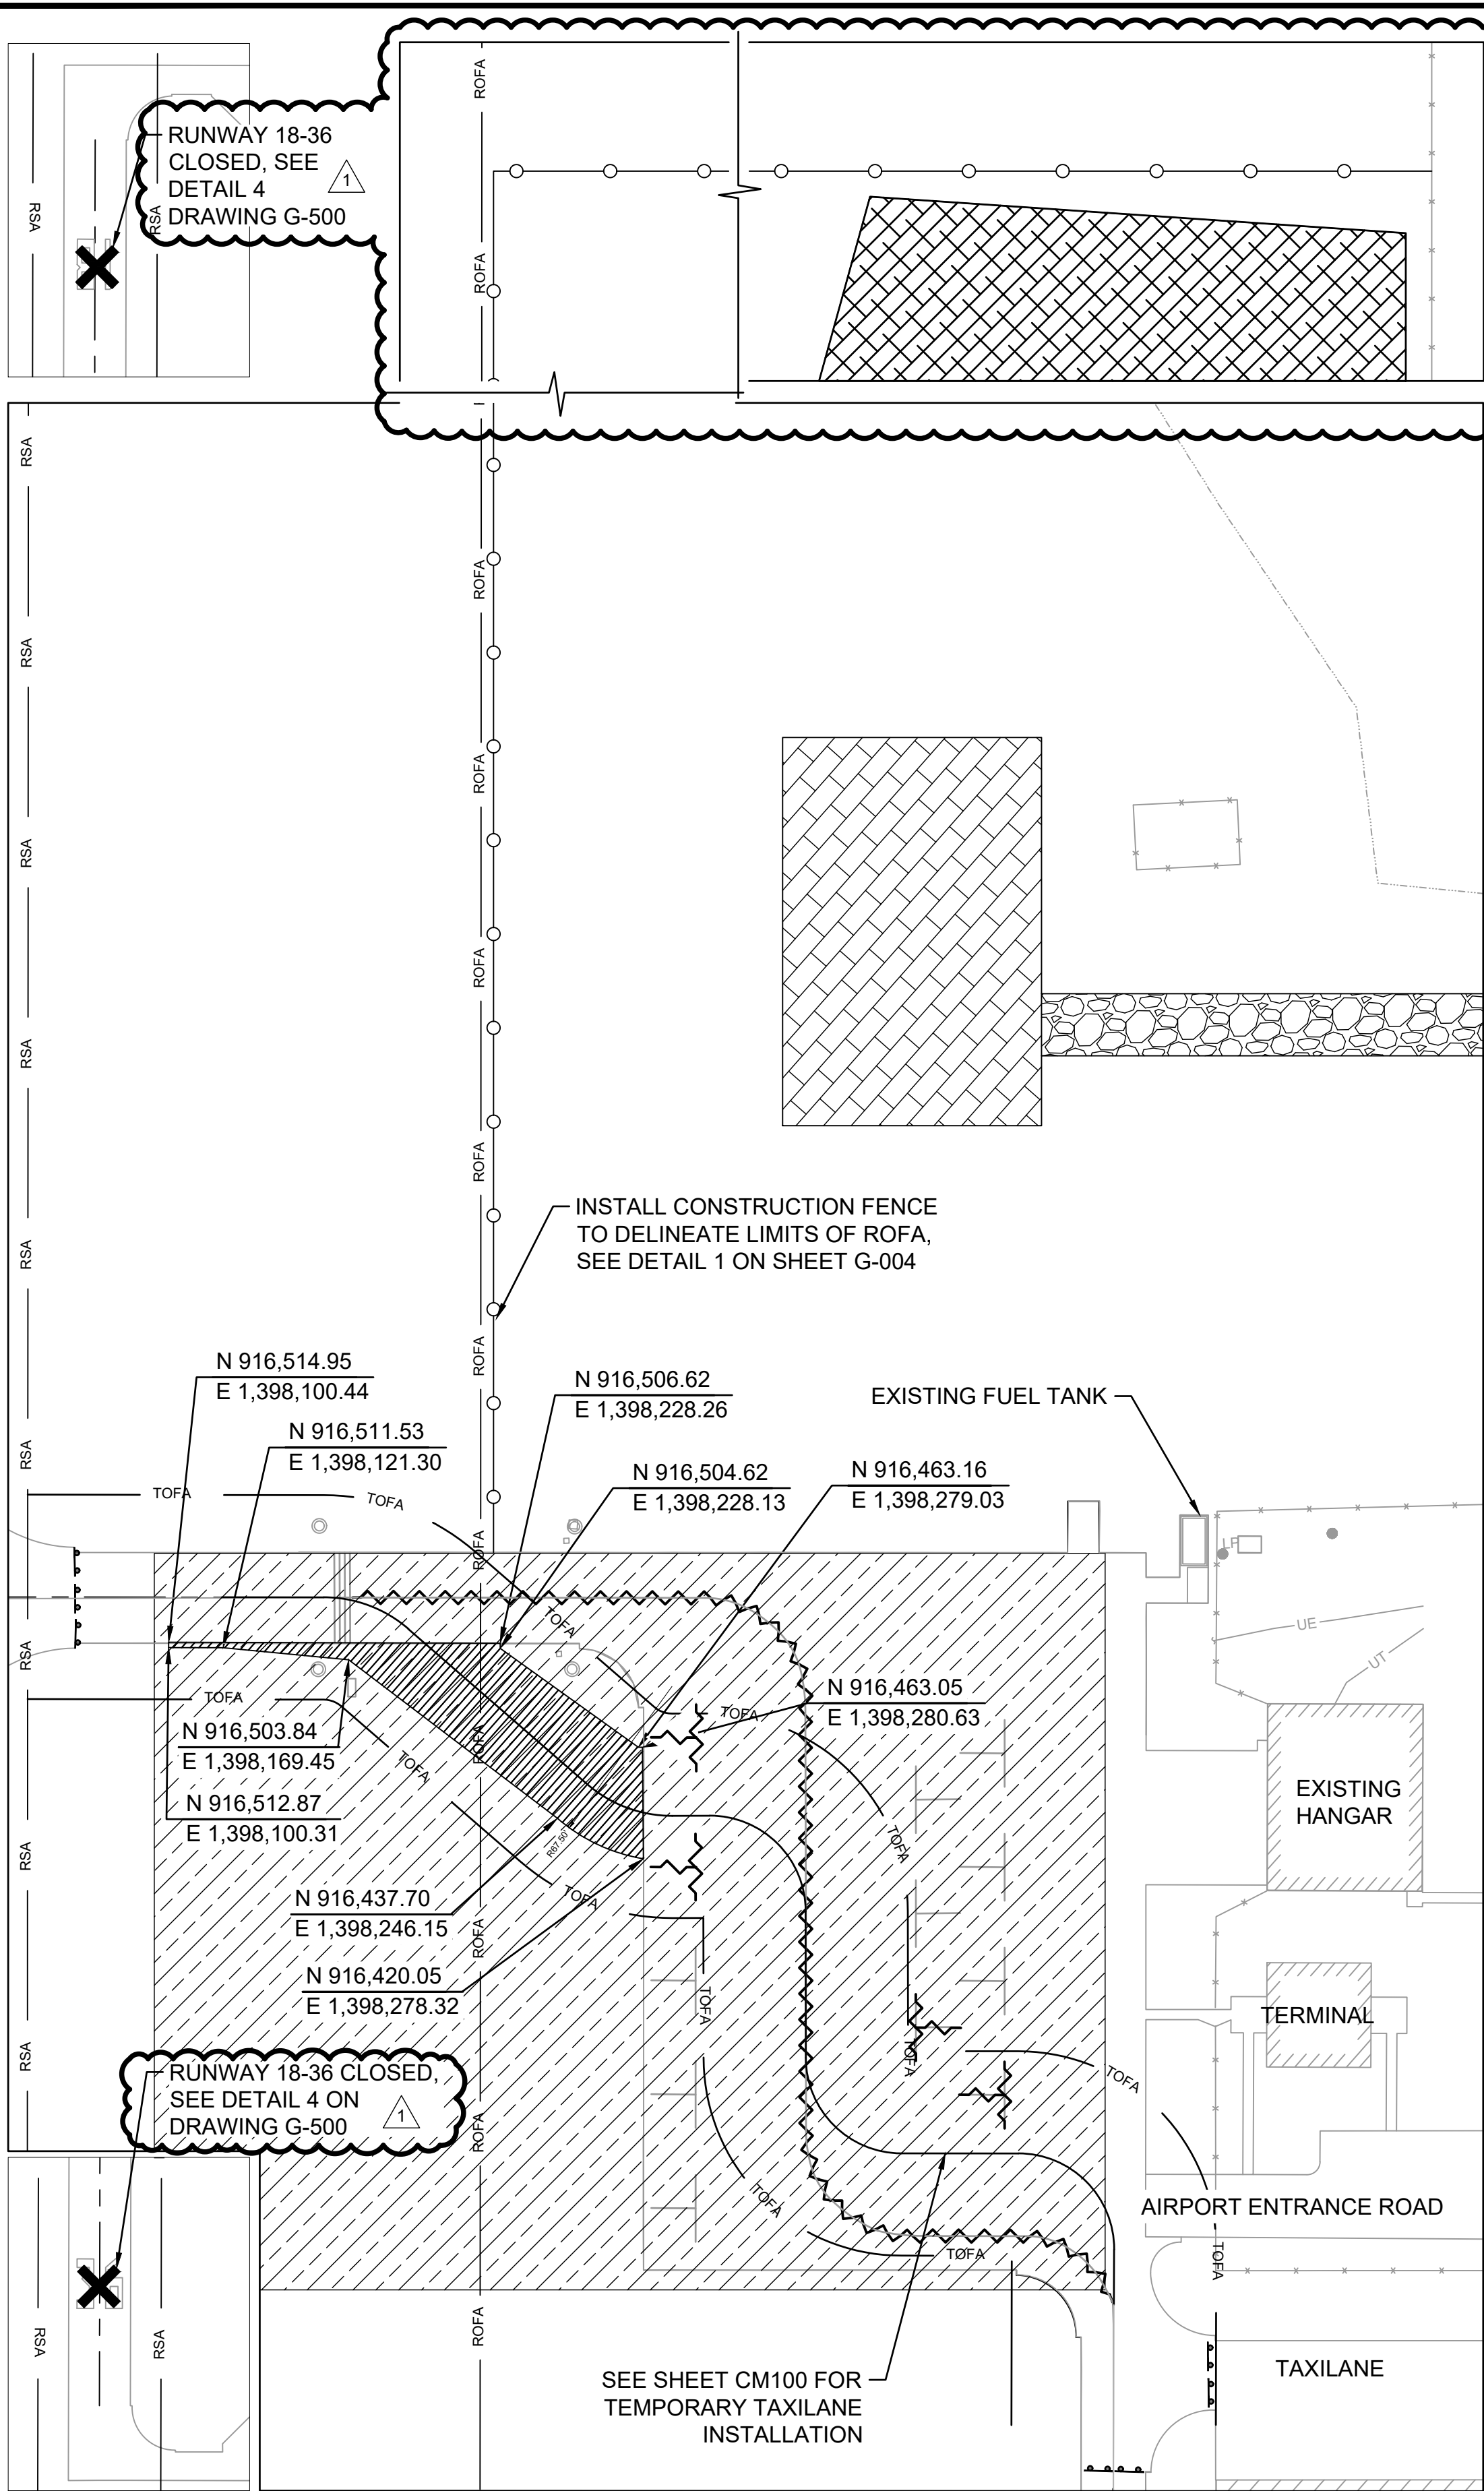 RUNWAY 18-36
CLOSED, SEE
DETAIL 4
DRAWING G-500
1
RSA
RSA
ROFA
ROFA
RSA
RSA
RSA
RSA
RSA
RSA
RSA
RSA
RSA
ROFA
ROFA
ROFA
ROFA
ROFA
ROFA
ROFA
ROFA
ROFA
ROFA
INSTALL CONSTRUCTION FENCE
TO DELINEATE LIMITS OF ROFA,
SEE DETAIL 1 ON SHEET G-004
N 916,514.95
E 1,398,100.44
N 916,511.53
E 1,398,121.30
N 916,506.62
E 1,398,228.26
N 916,504.62
E 1,398,228.13
N 916,463.16
E 1,398,279.03
EXISTING FUEL TANK
TOFA
TOFA
TOFA
TOFA
TOFA
TOFA
LP
UE
UT
N 916,463.05
E 1,398,280.63
N 916,503.84
E 1,398,169.45
N 916,512.87
E 1,398,100.31
R67.50'
EXISTING
HANGAR
N 916,437.70
E 1,398,246.15
TOFA
TOFA
N 916,420.05
E 1,398,278.32
TOFA
TOFA
TOFA
TERMINAL
RUNWAY 18-36 CLOSED,
SEE DETAIL 4 ON
DRAWING G-500
1
ROFA
TOFA
TOFA
AIRPORT ENTRANCE ROAD
TOFA
RSA
RSA
ROFA
SEE SHEET CM100 FOR
TEMPORARY TAXILANE
INSTALLATION
TAXILANE